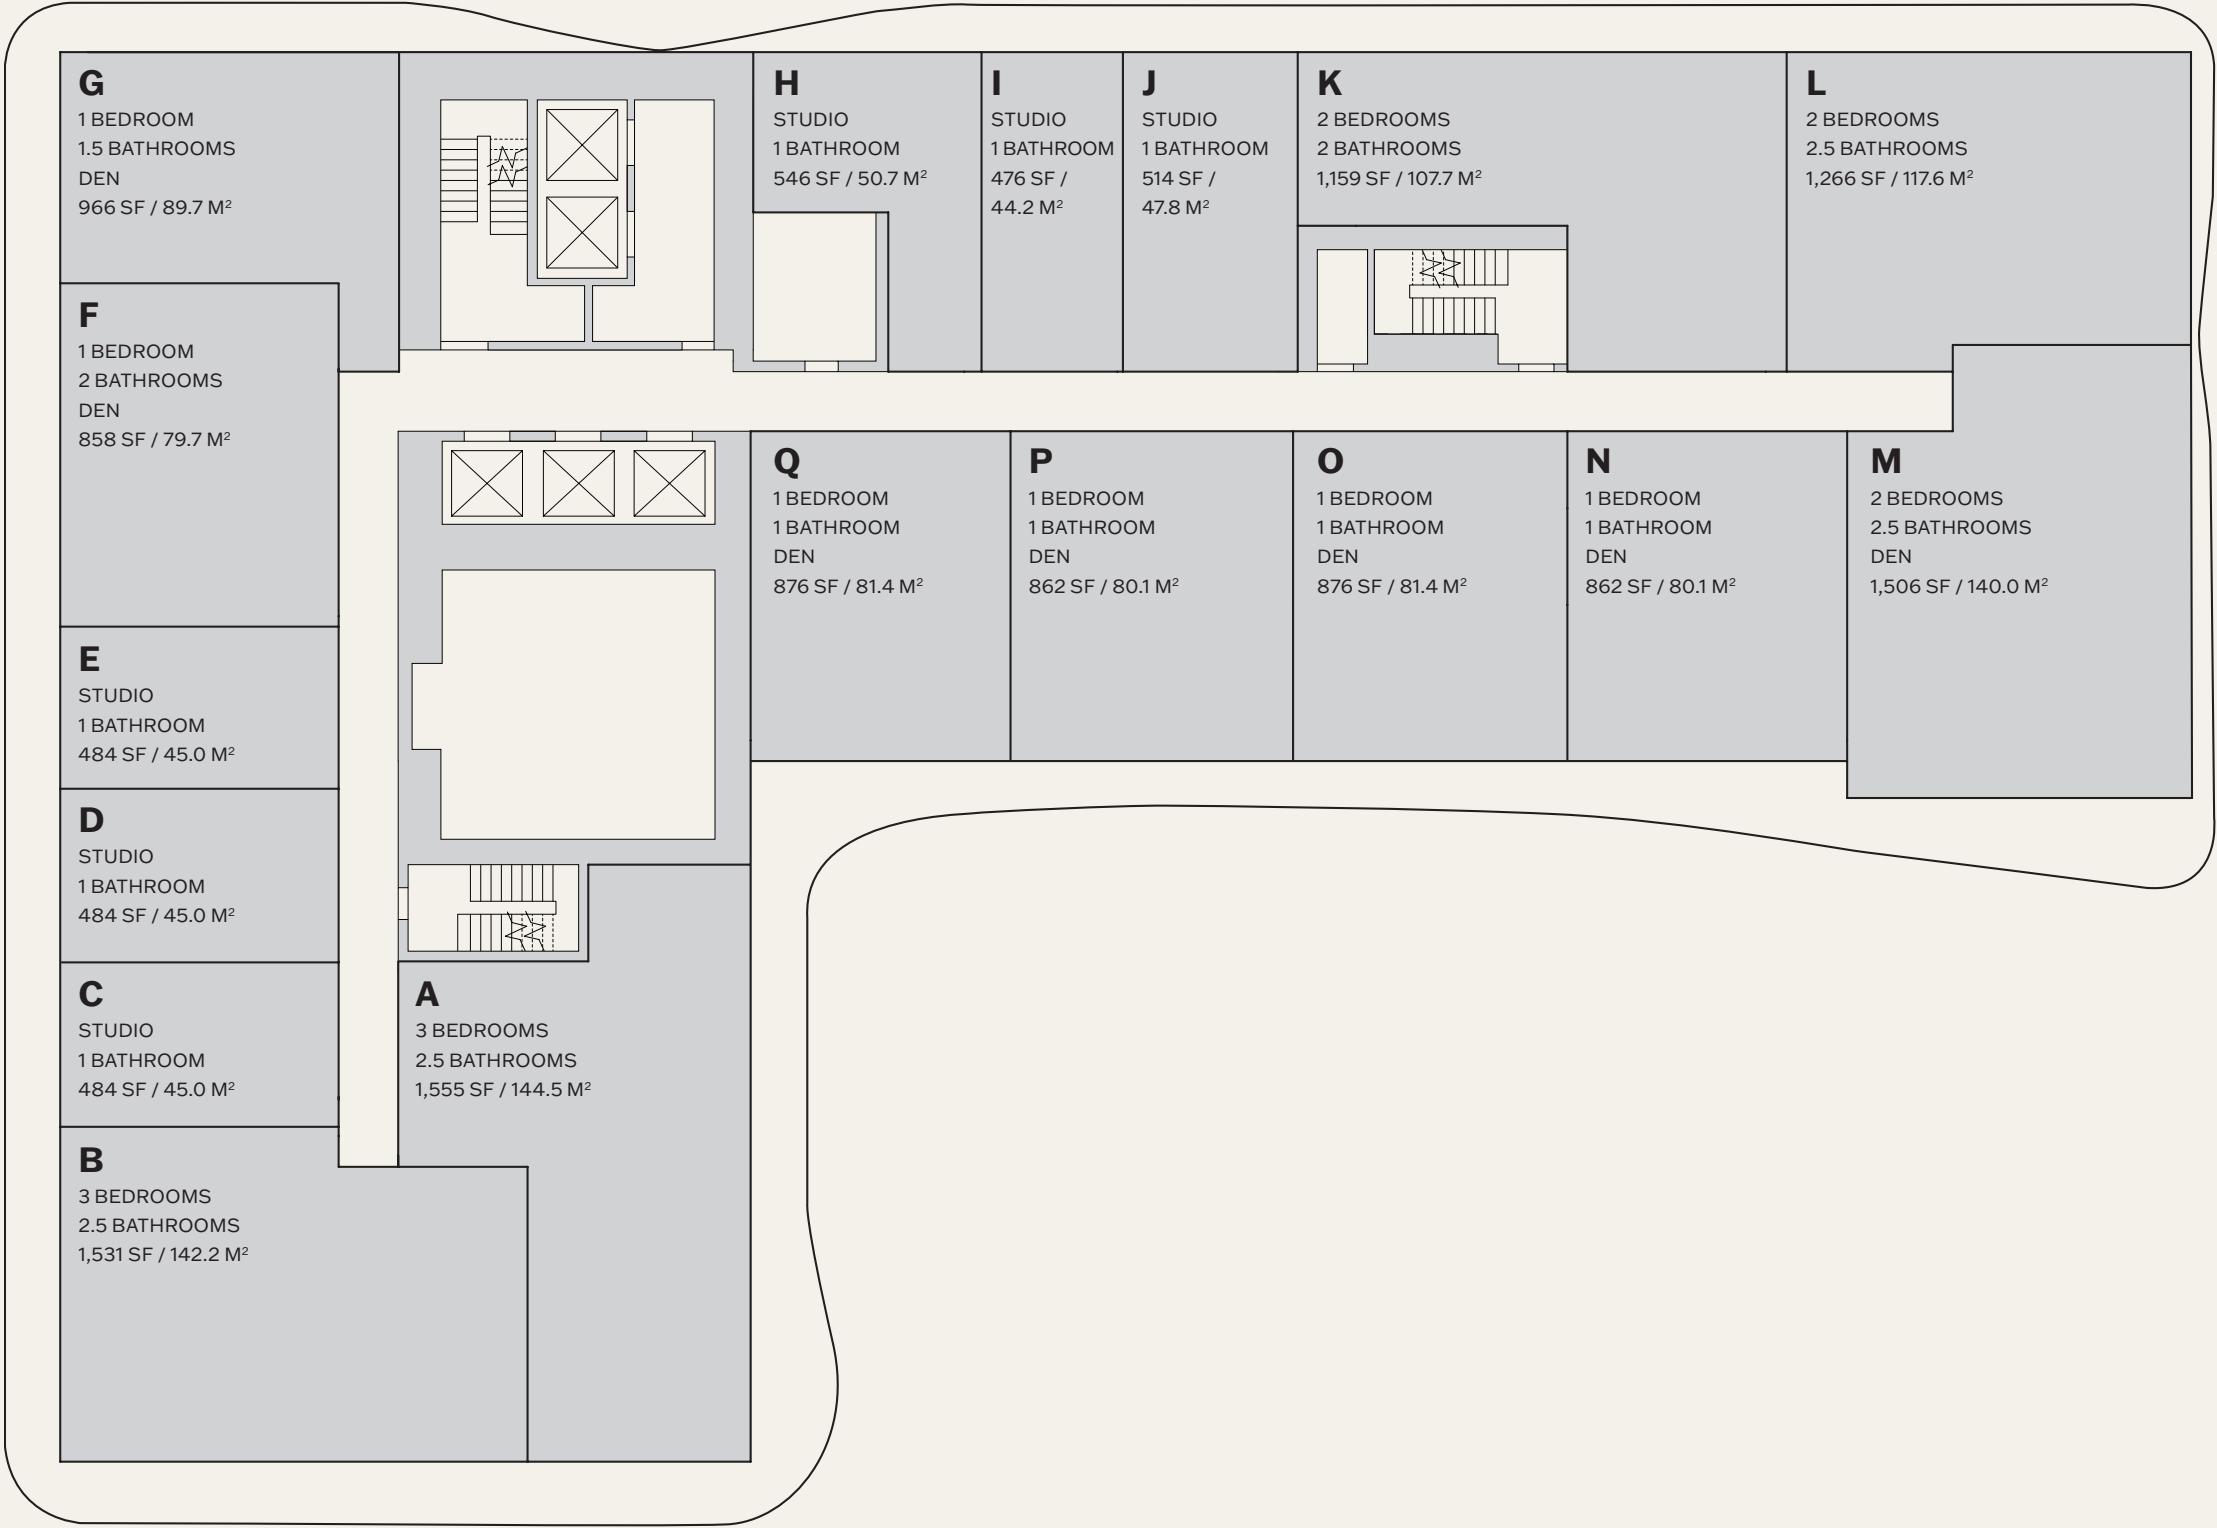 G
1 BEDROOM
1.5 BATHROOMS
DEN
966 SF / 89.7 M²
H
STUDIO
1 BATHROOM
546 SF / 50.7 M²
I
STUDIO
1 BATHROOM
476 SF /
44.2 M²
J
STUDIO
1 BATHROOM
514 SF /
47.8 M²
K
2 BEDROOMS
2 BATHROOMS
1,159 SF / 107.7 M²
L
2 BEDROOMS
2.5 BATHROOMS
1,266 SF / 117.6 M²
F
1 BEDROOM
2 BATHROOMS
DEN
858 SF / 79.7 M²
Q
1 BEDROOM
1 BATHROOM
DEN
876 SF / 81.4 M²
P
1 BEDROOM
1 BATHROOM
DEN
862 SF / 80.1 M²
O
1 BEDROOM
1 BATHROOM
DEN
876 SF / 81.4 M²
N
1 BEDROOM
1 BATHROOM
DEN
862 SF / 80.1 M²
M
2 BEDROOMS
2.5 BATHROOMS
DEN
1,506 SF / 140.0 M²
E
STUDIO
1 BATHROOM
484 SF / 45.0 M²
D
STUDIO
1 BATHROOM
484 SF / 45.0 M²
C
STUDIO
1 BATHROOM
484 SF / 45.0 M²
A
3 BEDROOMS
2.5 BATHROOMS
1,555 SF / 144.5 M²
B
3 BEDROOMS
2.5 BATHROOMS
1,531 SF / 142.2 M²